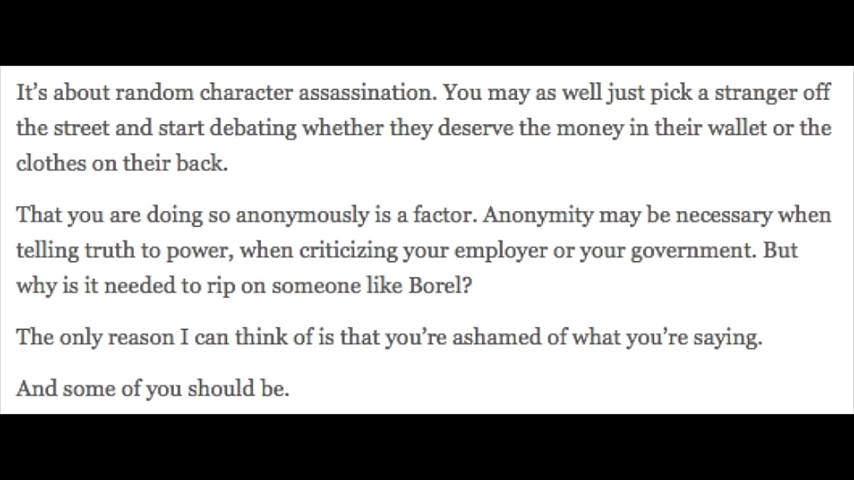 It's about random character assassination. You may as well just pick a stranger off
the street and start debating whether they deserve the money in their wallet or the
clothes on their back.
That you are doing so anonymously is a factor. Anonymity may be necessary when
telling truth to power, when criticizing your employer or your government. But
why is it needed to rip on someone like Borel?
The only reason I can think of is that you're ashamed of what you're saying.
And some of you should be.